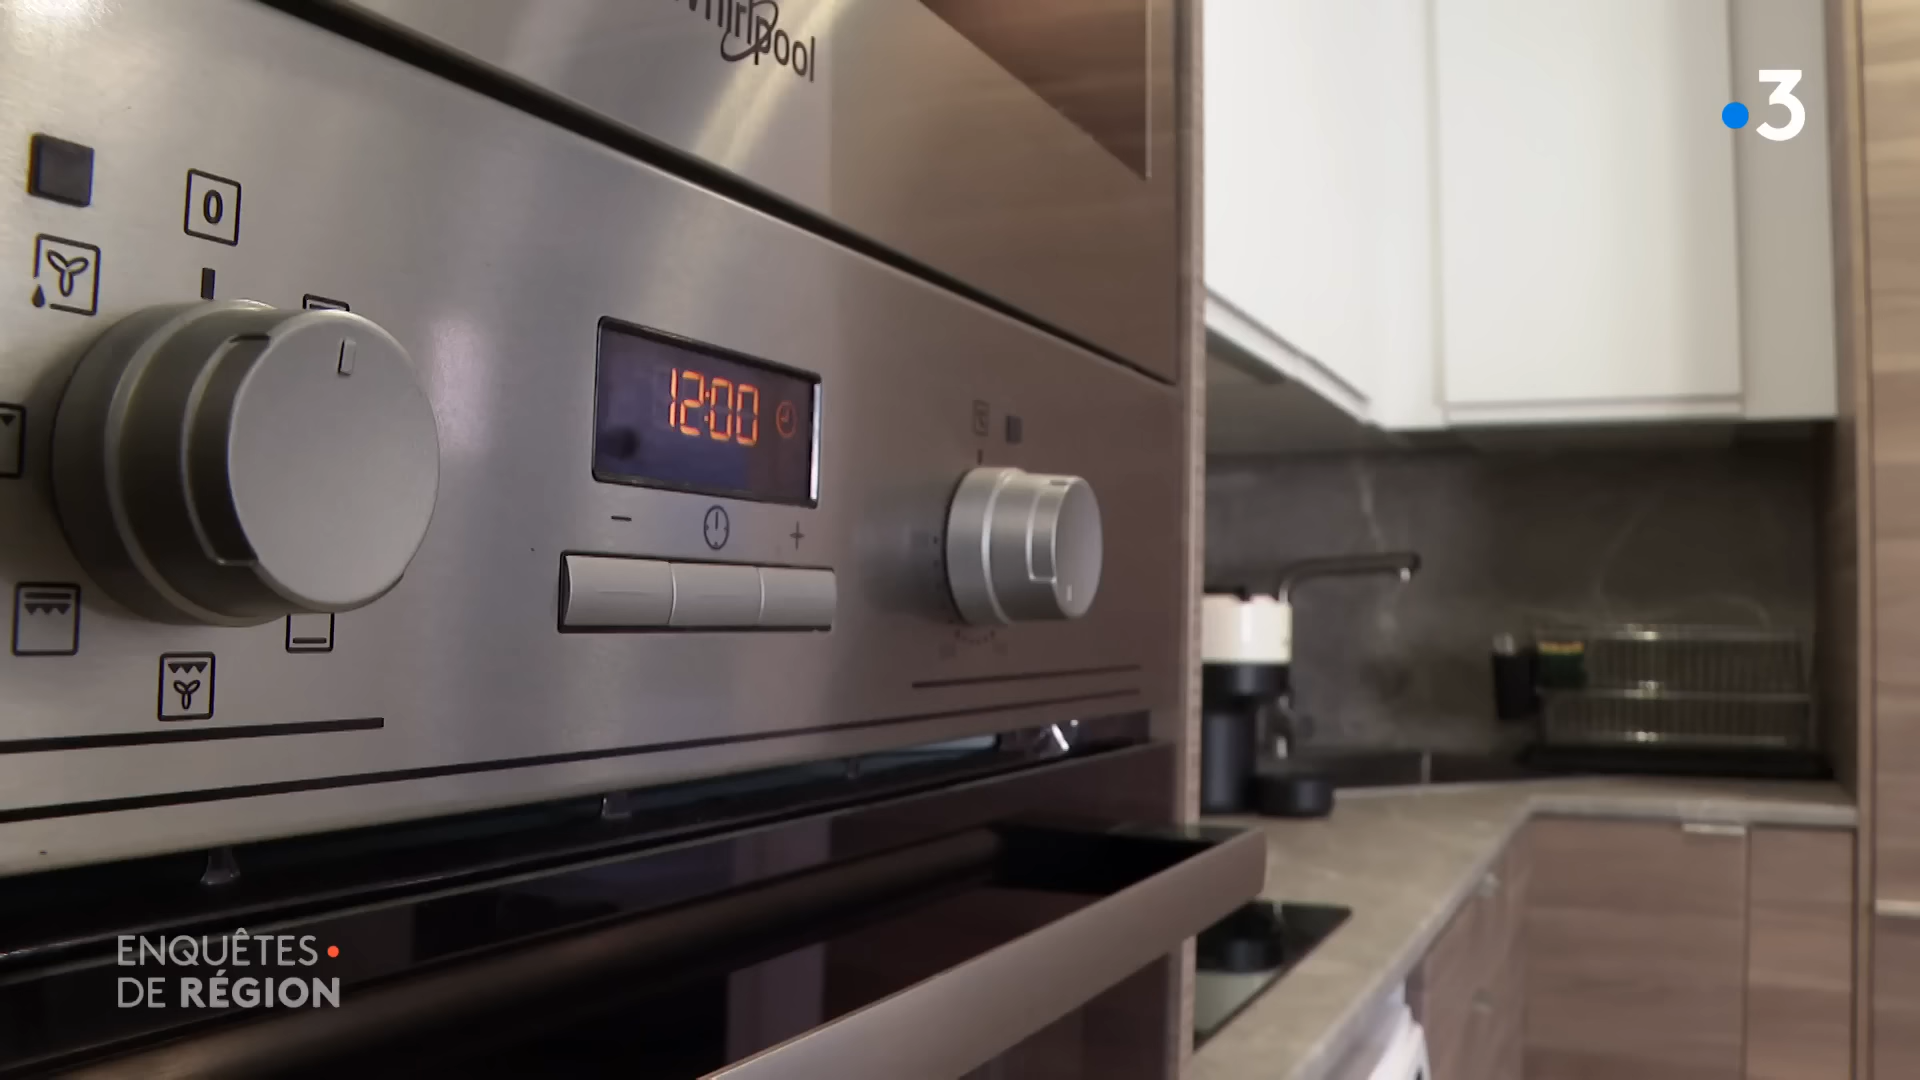 Whirlpool
3
0
12:00
− +
ENQUÊTES
DE RÉGION